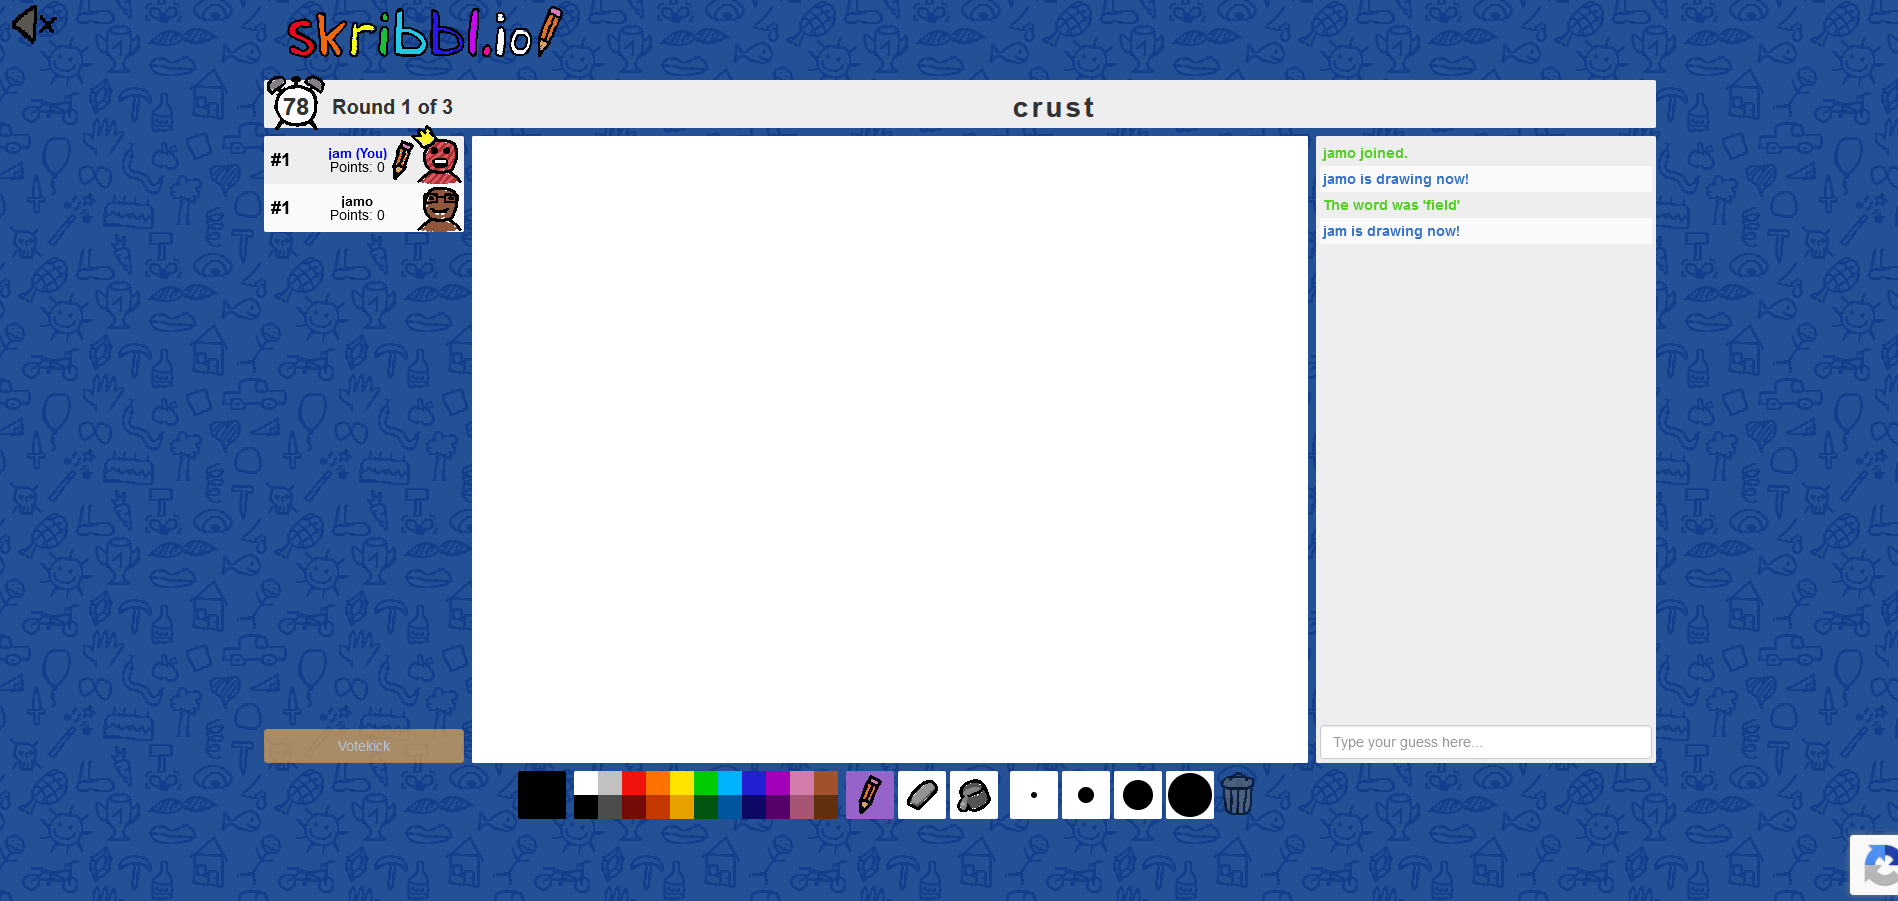 skribbl.io
78
Round 1 of 3
crust
#1
jam (You)
Points: 0
#1
jamo
Points: 0
jamo joined.
jamo is drawing now!
The word was 'field'
jam is drawing now!
Votekick
Type your guess here...